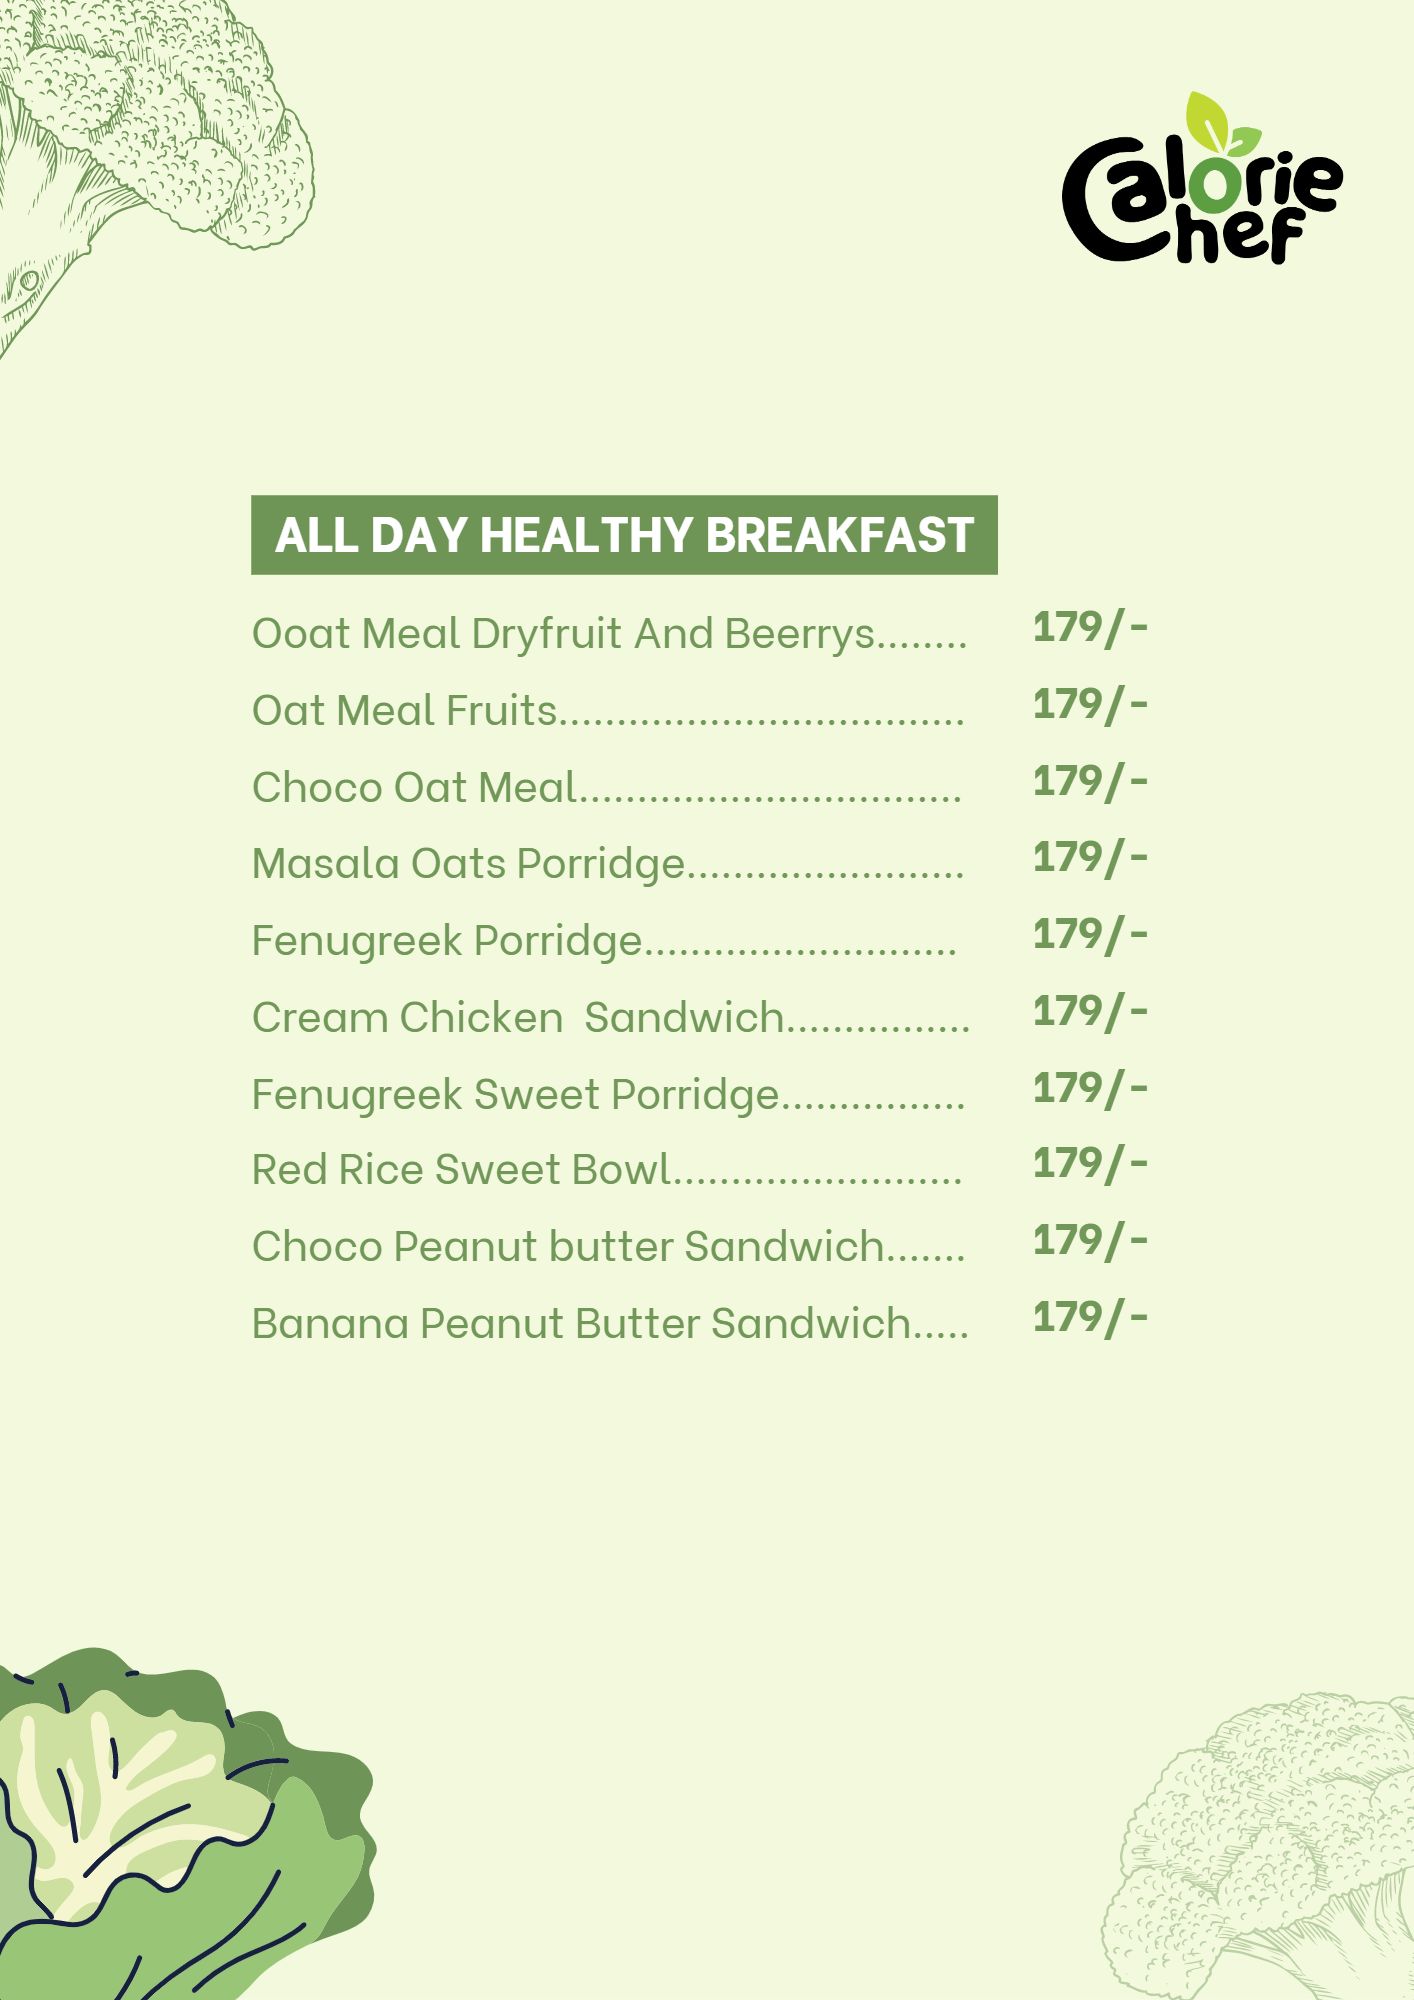 Calorie
Chef
ALL DAY HEALTHY BREAKFAST
Ooat Meal Dryfruit And Beerrys........ 179/-
Oat Meal Fruits................................... 179/-
Choco Oat Meal................................. 179/-
Masala Oats Porridge........................ 179/-
Fenugreek Porridge........................... 179/-
Cream Chicken  Sandwich................ 179/-
Fenugreek Sweet Porridge................ 179/-
Red Rice Sweet Bowl......................... 179/-
Choco Peanut butter Sandwich....... 179/-
Banana Peanut Butter Sandwich..... 179/-